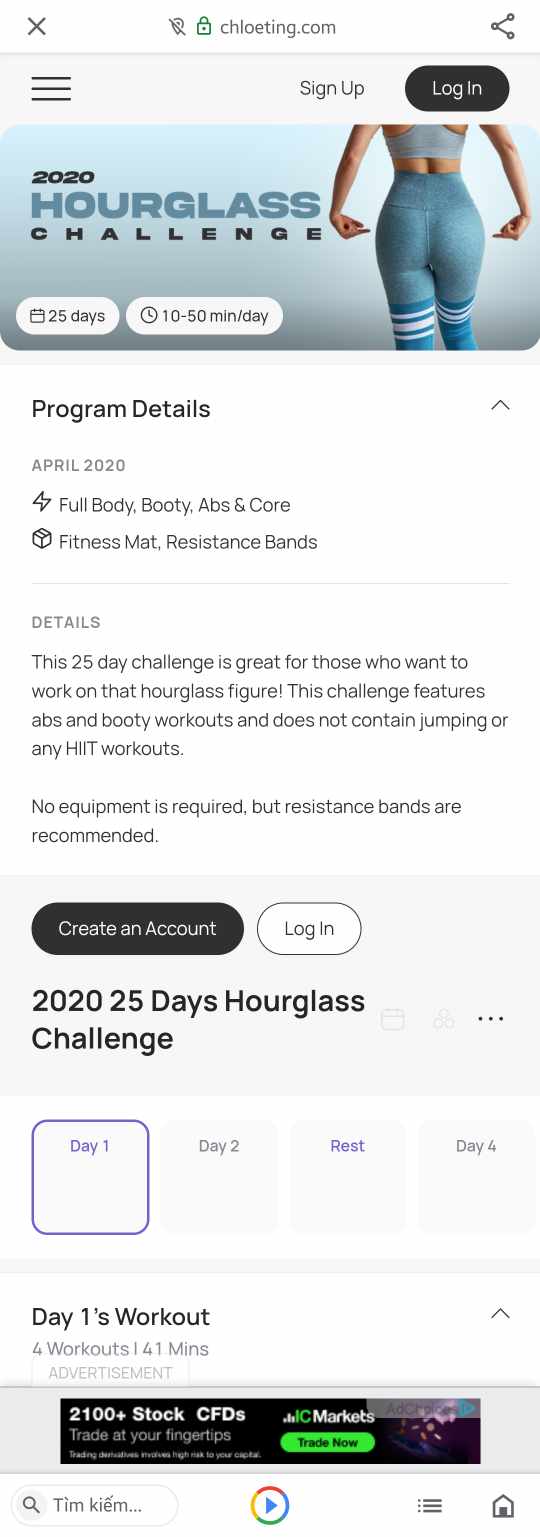 chloeting.com
Sign Up
Log In
2020
HOURGLASS
CHALLENGE
25 days
10-50 min/day
Program Details
APRIL 2020
Full Body, Booty, Abs & Core
Fitness Mat, Resistance Bands
DETAILS
This 25 day challenge is great for those who want to
work on that hourglass figure! This challenge features
abs and booty workouts and does not contain jumping or
any HIIT workouts.
No equipment is required, but resistance bands are
recommended.
Create an Account
Log In
2020 25 Days Hourglass
Challenge
Day 1
Day 2
Rest
Day 4
Day 1's Workout
4 Workouts | 41 Mins
ADVERTISEMENT
2100+ Stock CFDs
Trade at your fingertips
Trading derivatives involves high risk to your capital.
ICMarkets
Trade Now
AdChoices
Tìm kiếm...